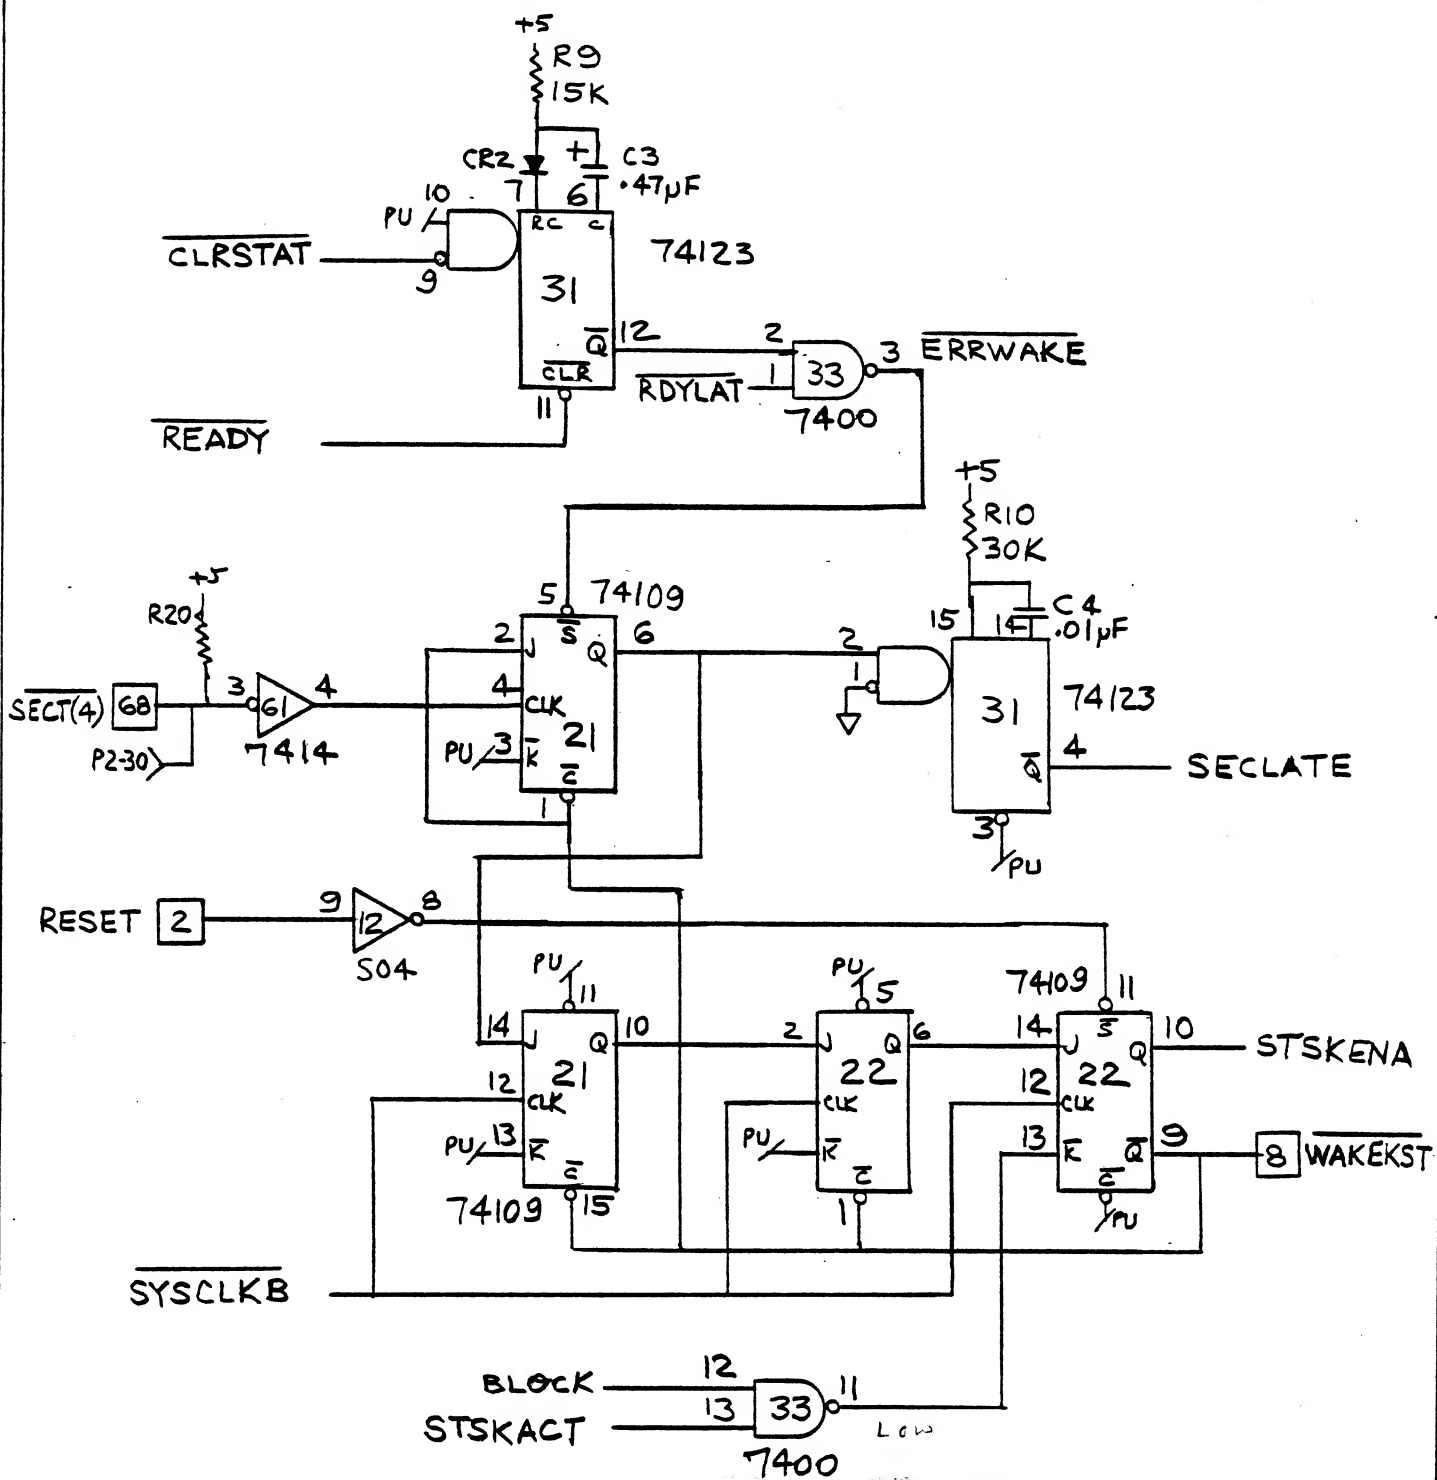 +5
R9
15K
CR2
+
C3
.47µF
7
6
10
PU
RC
C
CLRSTAT
9
31
74123
Q
12
2
ERRWAKE
3
33
CLR
RDYLAT
1
7400
11
READY
+5
R10
30K
+5
R20
5
74109
15
14
C4
.01µF
2
J
S
Q
6
2
1
SECT(4)
68
3
61
4
4
CLK
31
74123
7414
P2-30
PU
3
K
21
C
1
Q
4
SECLATE
3
PU
RESET
2
9
12
8
S04
PU
11
PU
5
74109
11
14
J
Q
10
2
J
Q
6
14
J
S
Q
10
STSKENA
21
22
22
12
CLK
CLK
12
CLK
PU
13
K
PU
K
13
K
Q
9
8
WAKEKST
C
C
C
74109
15
1
PU
SYSCLKB
BLOCK
12
33
11
STSKACT
13
Low
7400